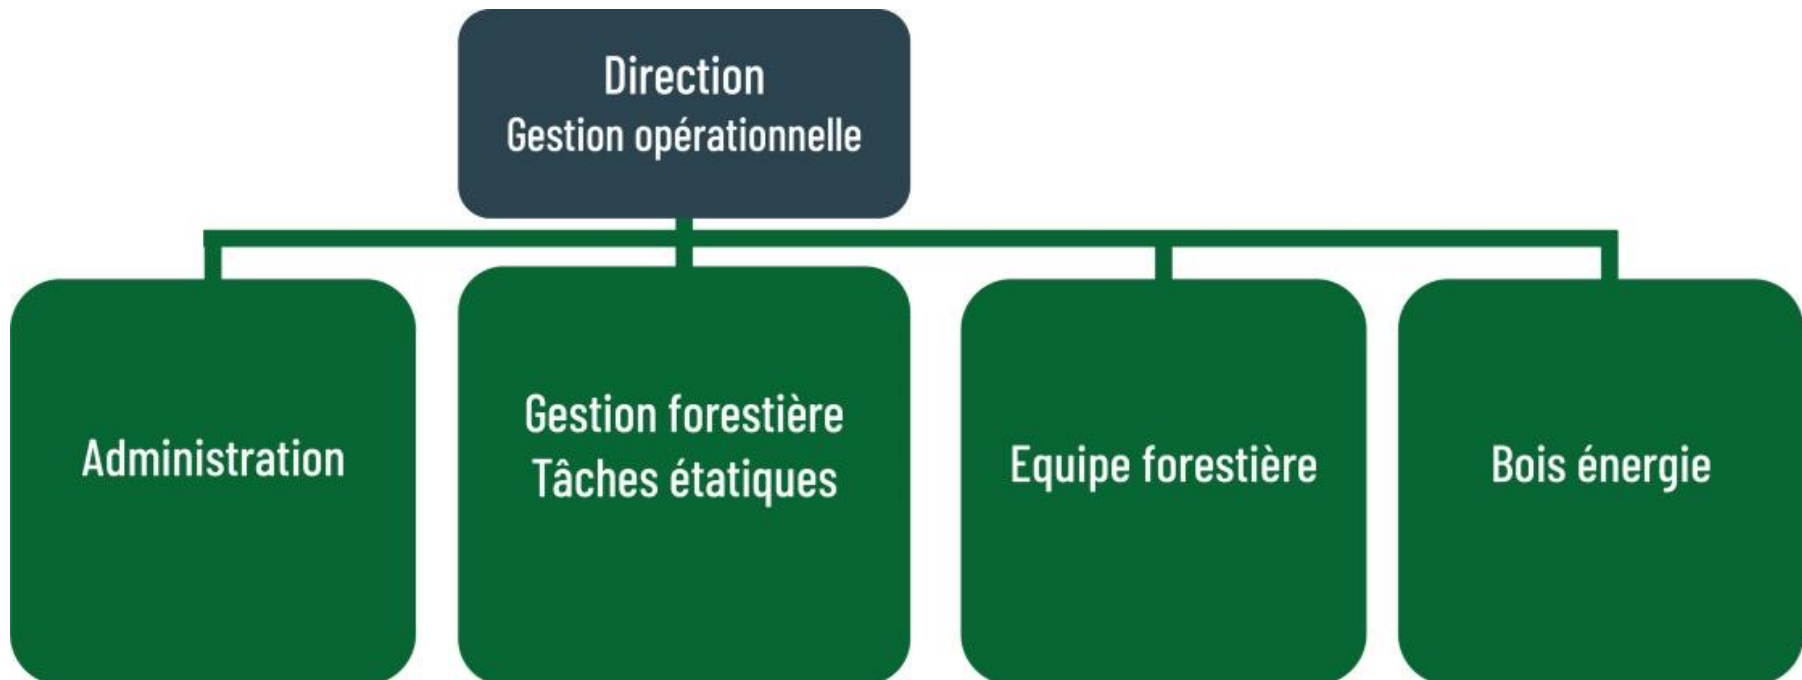 Direction
Gestion opérationnelle
Administration
Gestion forestière
Tâches étatiques
Equipe forestière
Bois énergie